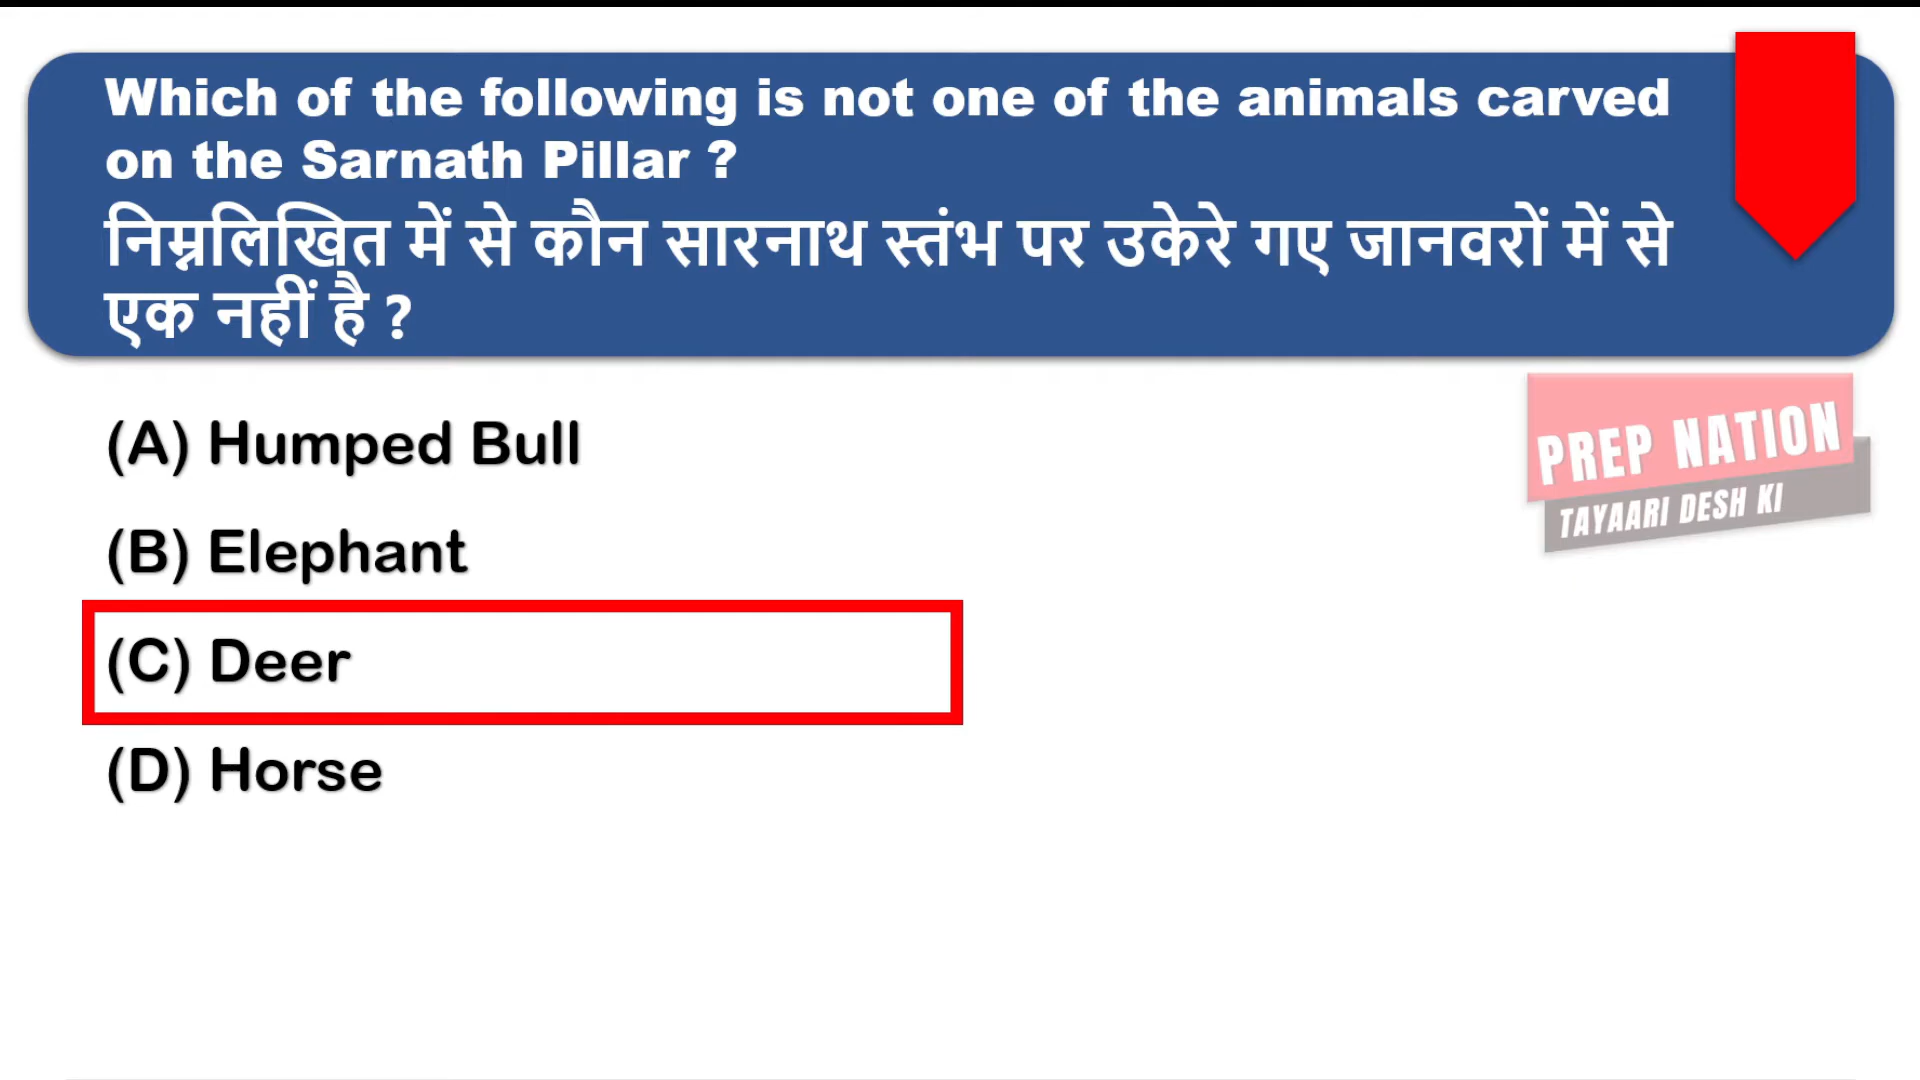 Which of the following is not one of the animals carved
on the Sarnath Pillar ?
निम्नलिखित में से कौन सारनाथ स्तंभ पर उकेरे गए जानवरों में से
एक नहीं है ?
(A) Humped Bull
(B) Elephant
(C) Deer
(D) Horse
PREP NATION
TAYAARI DESH KI